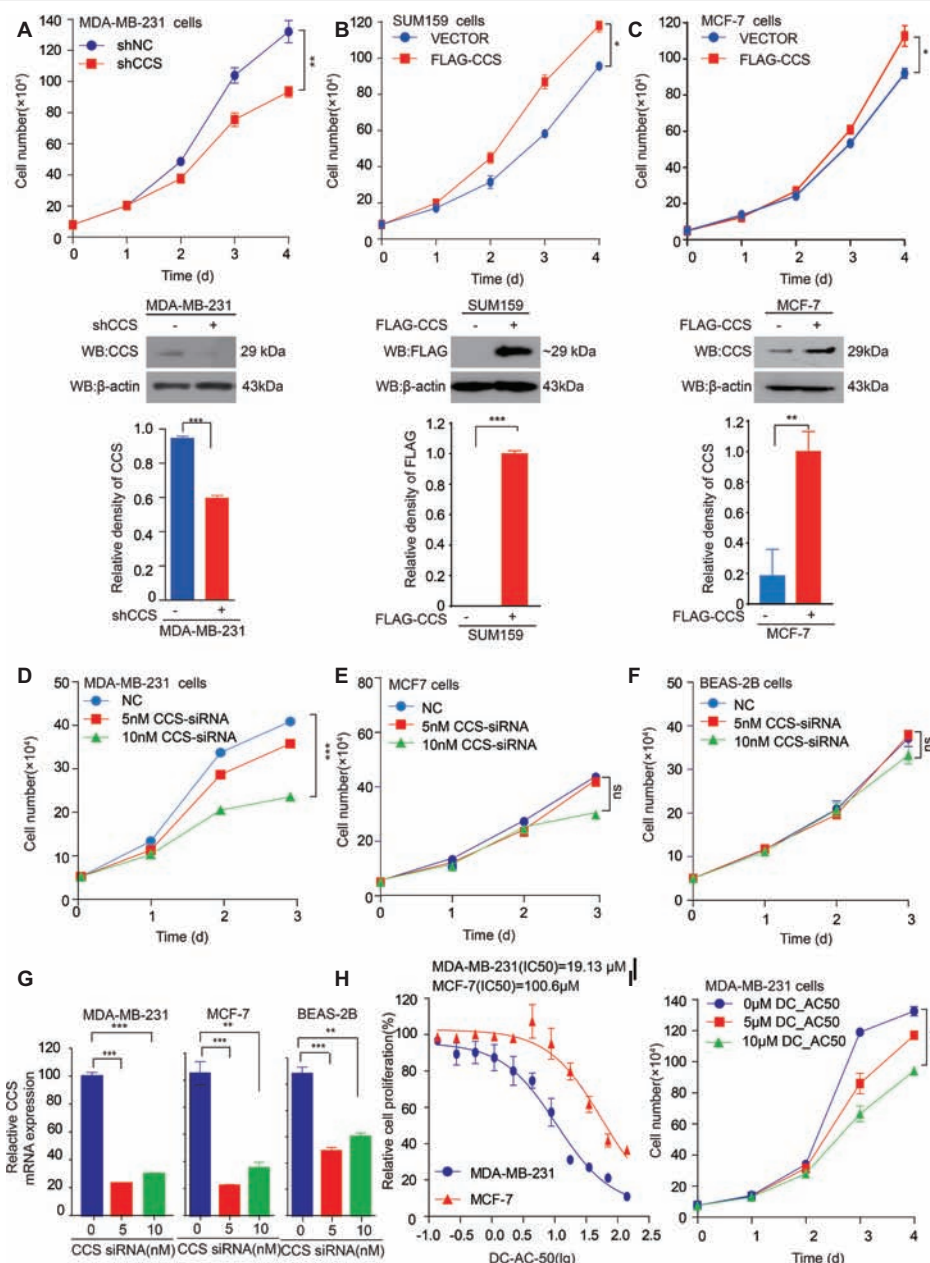 A
MDA-MB-231 cells
shNC
shCCS
Cell number(×10⁴)
140
120
100
80
60
40
20
0
0 1 2 3 4
Time (d)
**
B
SUM159 cells
VECTOR
FLAG-CCS
Cell number(×10⁴)
120
100
80
60
40
20
0
0 1 2 3 4
Time (d)
*
C
MCF-7 cells
VECTOR
FLAG-CCS
Cell number(×10⁴)
120
100
80
60
40
20
0
0 1 2 3 4
Time (d)
*
MDA-MB-231
shCCS - +
WB:CCS 29 kDa
WB:β-actin 43kDa
SUM159
FLAG-CCS - +
WB:FLAG ~29 kDa
WB:β-actin 43kDa
MCF-7
FLAG-CCS - +
WB:CCS 29kDa
WB:β-actin 43kDa
Relative density of CCS
1.0
0.8
0.6
0.4
0.2
0
***
shCCS - +
MDA-MB-231
Relative density of FLAG
1.2
1.0
0.8
0.6
0.4
0.2
0
***
FLAG-CCS - +
SUM159
Relative density of CCS
1.2
1.0
0.8
0.6
0.4
0.2
0
**
FLAG-CCS - +
MCF-7
D
MDA-MB-231 cells
NC
5nM CCS-siRNA
10nM CCS-siRNA
Cell number(×10⁴)
50
40
30
20
10
0
0 1 2 3
Time (d)
***
E
MCF7 cells
NC
5nM CCS-siRNA
10nM CCS-siRNA
Cell number(×10⁴)
80
60
40
20
0
0 1 2 3
Time (d)
ns
F
BEAS-2B cells
NC
5nM CCS-siRNA
10nM CCS-siRNA
Cell number(×10⁴)
50
40
30
20
10
0
0 1 2 3
Time (d)
ns
G
MDA-MB-231 MCF-7 BEAS-2B
Relactive CCS
mRNA expression
120
100
80
60
40
20
0
***
***
**
***
**
***
0 5 10 0 5 10 0 5 10
CCS siRNA(nM) CCS siRNA(nM) CCS siRNA(nM)
H
MDA-MB-231(IC50)=19.13 μM
MCF-7(IC50)=100.6μM
Relative cell proliferation(%)
120
100
80
60
40
20
0
MDA-MB-231
MCF-7
-1.0 -0.5 0.0 0.5 1.0 1.5 2.0 2.5
DC-AC-50(lg)
I
MDA-MB-231 cells
0μM DC_AC50
5μM DC_AC50
10μM DC_AC50
Cell number(×10⁴)
140
120
100
80
60
40
20
0
0 1 2 3 4
Time (d)